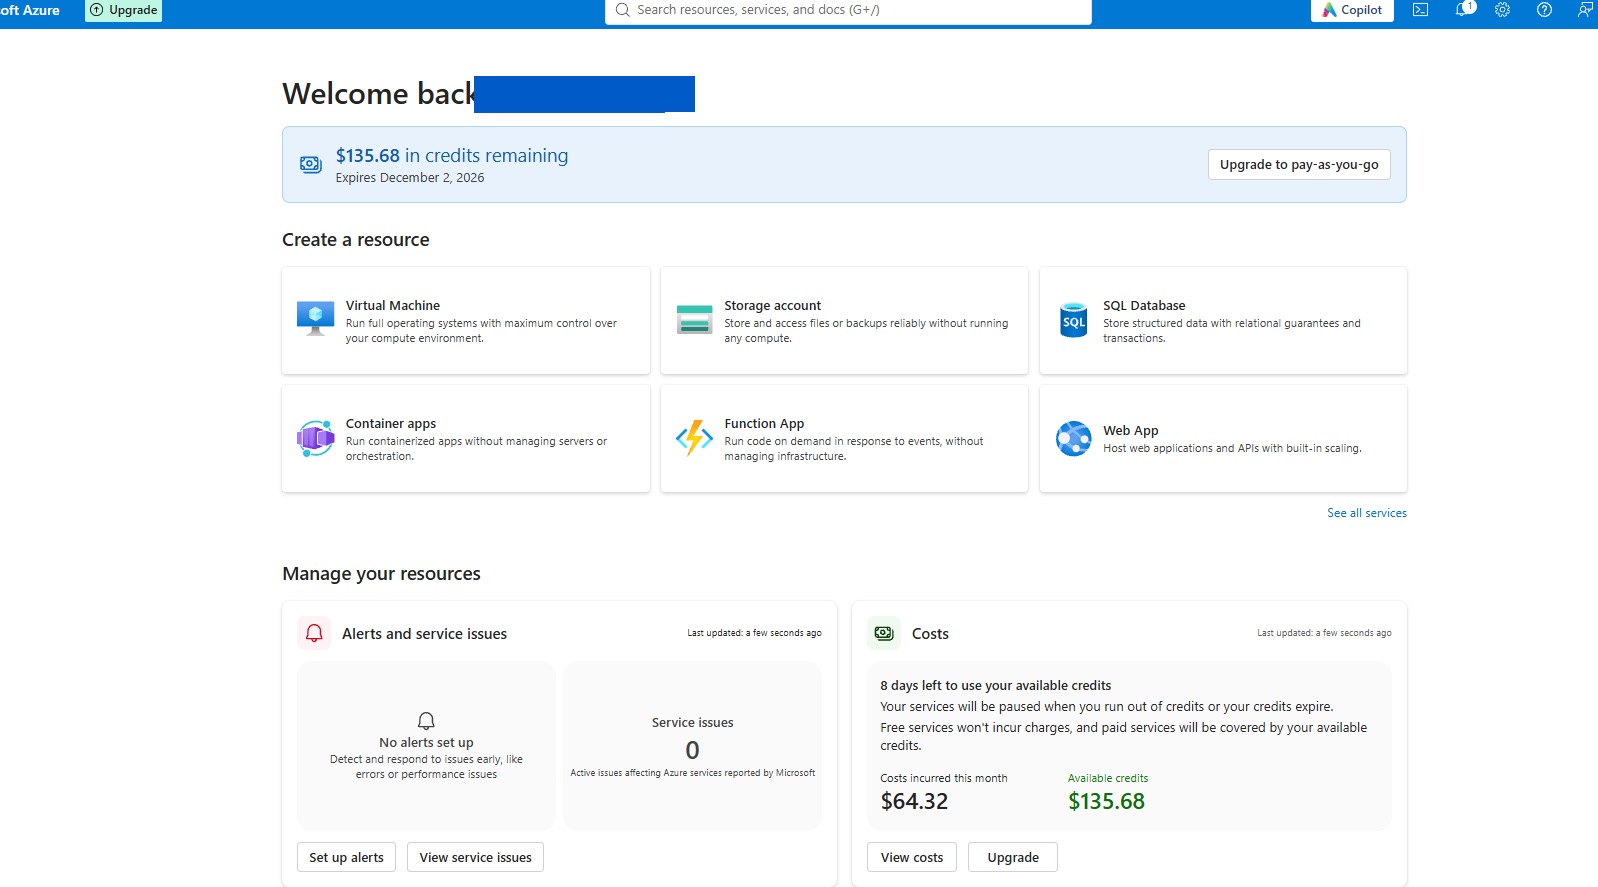 oft Azure
Upgrade
Search resources, services, and docs (G+/)
Copilot
1
Welcome back
$135.68 in credits remaining
Expires December 2, 2026
Upgrade to pay-as-you-go
Create a resource
Virtual Machine
Run full operating systems with maximum control over
your compute environment.
Storage account
Store and access files or backups reliably without running
any compute.
SQL
SQL Database
Store structured data with relational guarantees and
transactions.
Container apps
Run containerized apps without managing servers or
orchestration.
Function App
Run code on demand in response to events, without
managing infrastructure.
Web App
Host web applications and APIs with built-in scaling.
See all services
Manage your resources
Alerts and service issues
Last updated: a few seconds ago
No alerts set up
Detect and respond to issues early, like
errors or performance issues
Service issues
0
Active issues affecting Azure services reported by Microsoft
Set up alerts
View service issues
Costs
Last updated: a few seconds ago
8 days left to use your available credits
Your services will be paused when you run out of credits or your credits expire.
Free services won't incur charges, and paid services will be covered by your available
credits.
Costs incurred this month
$64.32
Available credits
$135.68
View costs
Upgrade